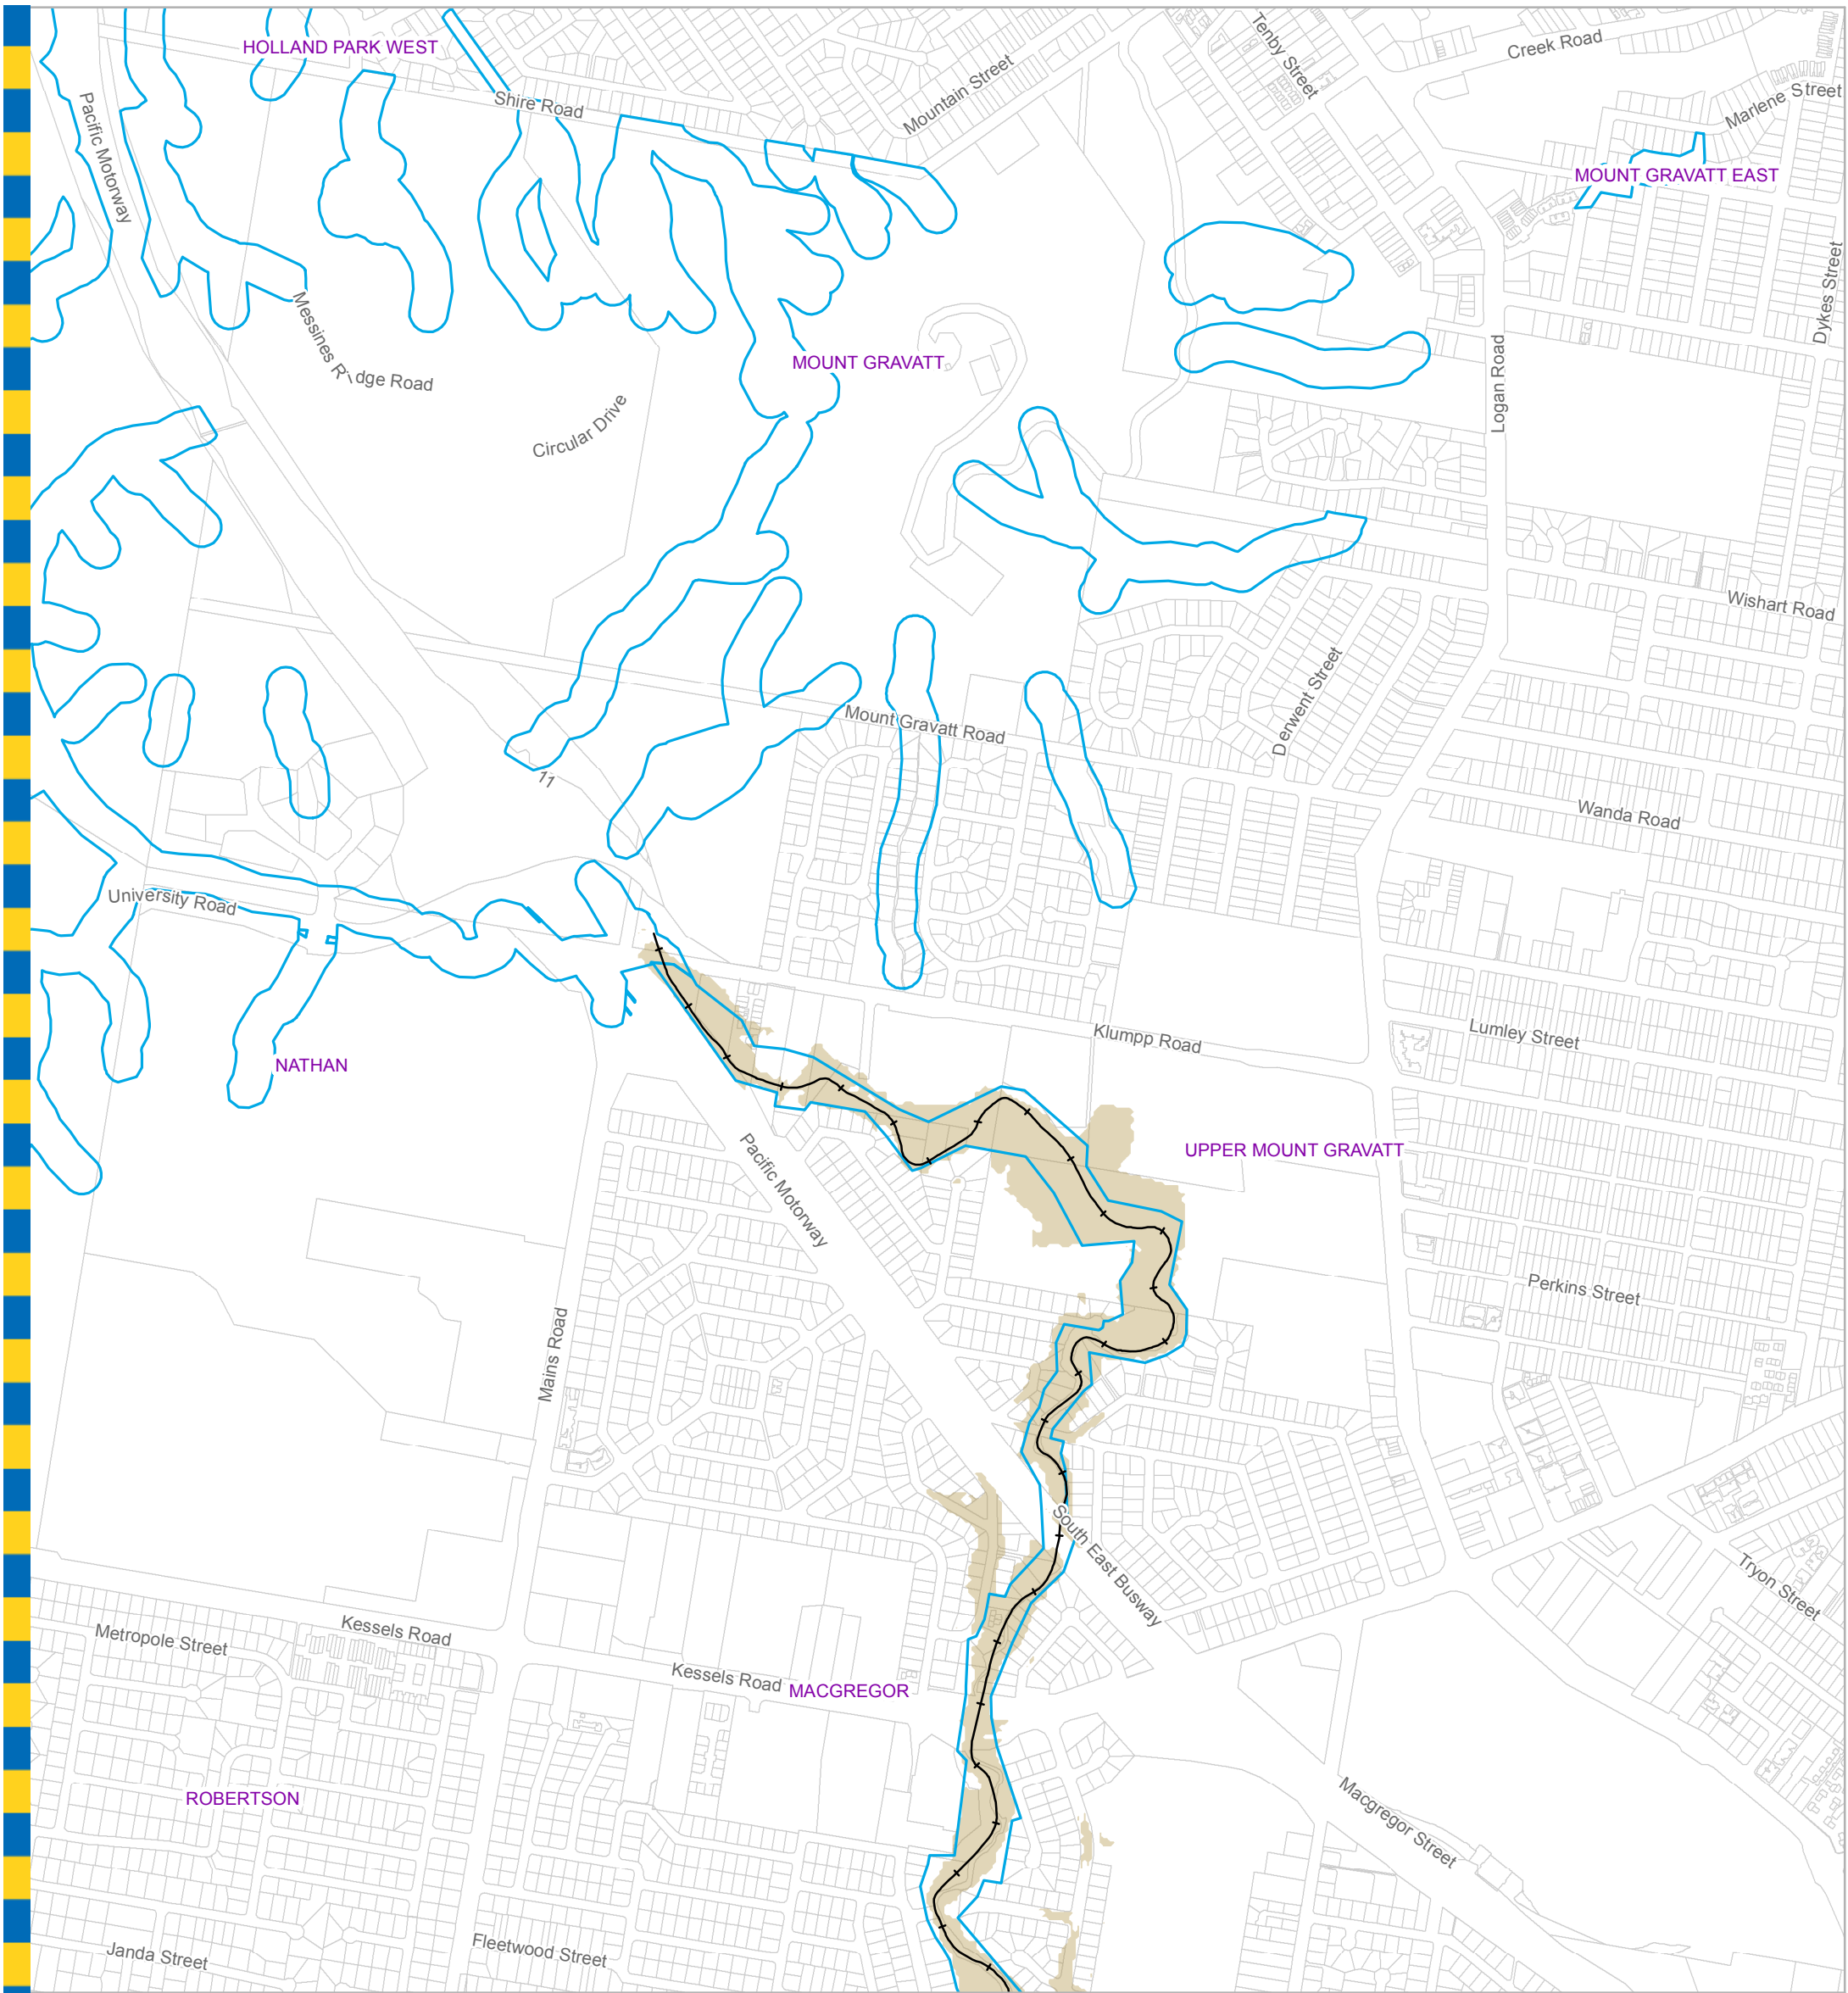 HOLLAND PARK WEST
Tenby Street
Creek Road
Mountain Street
Shire Road
Marlene Street
Pacific Motorway
MOUNT GRAVATT EAST
Dykes Street
Messines Ridge Road
MOUNT GRAVATT
Logan Road
Circular Drive
Wishart Road
Derwent Street
Mount Gravatt Road
11
Wanda Road
University Road
Klumpp Road
Lumley Street
NATHAN
UPPER MOUNT GRAVATT
Pacific Motorway
Perkins Street
Mains Road
South East Busway
Tryon Street
Metropole Street
Kessels Road
Kessels Road
MACGREGOR
ROBERTSON
Macgregor Street
Janda Street
Fleetwood Street